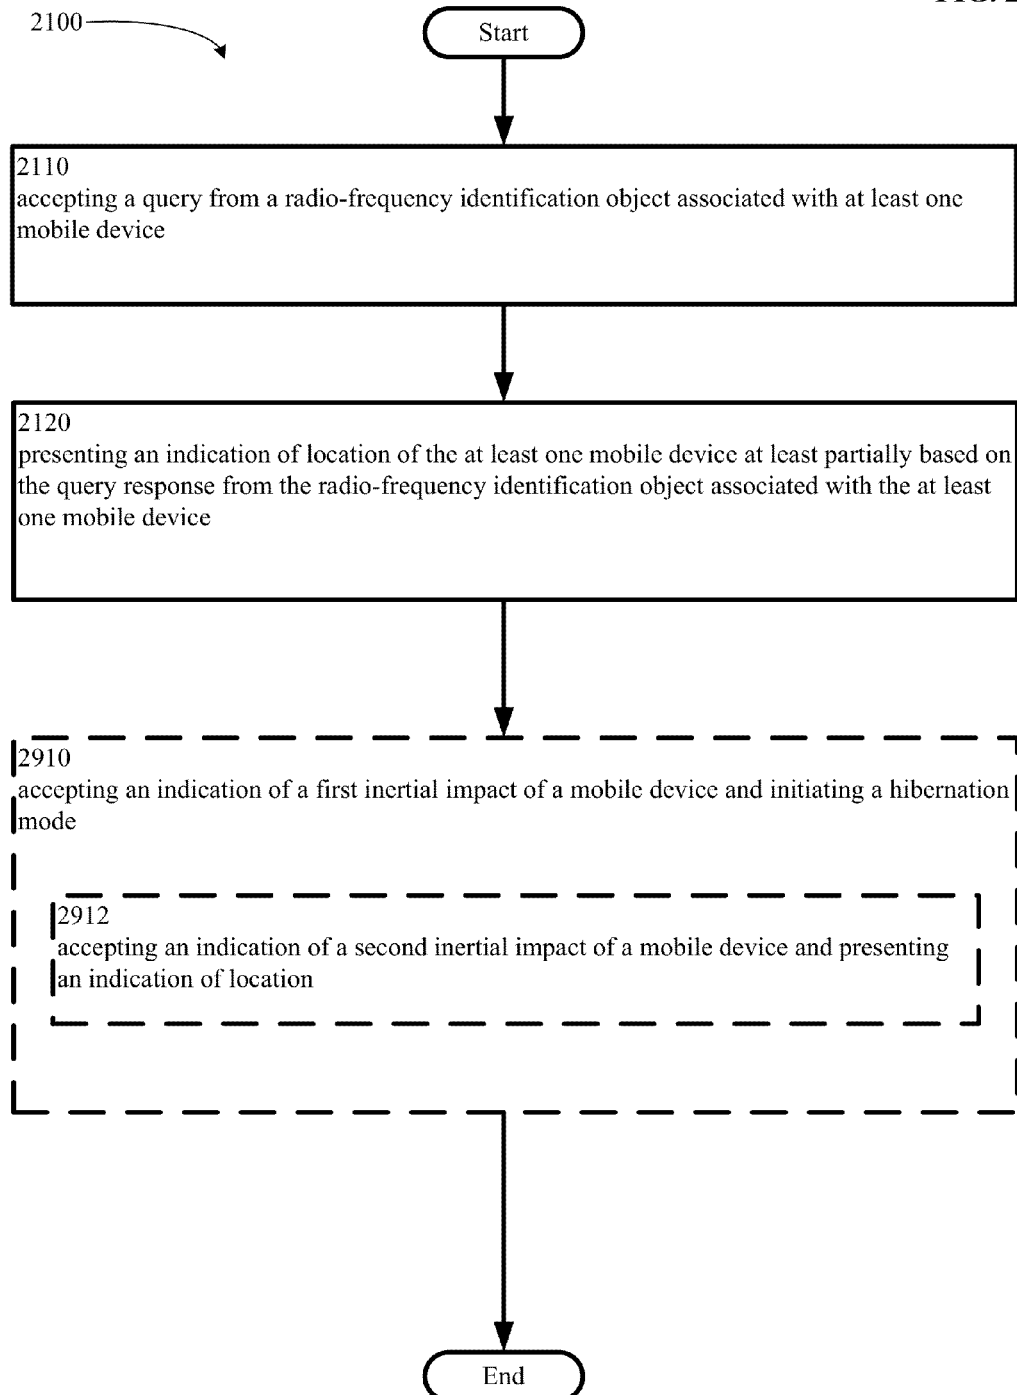 2100
Start
2110
accepting a query from a radio-frequency identification object associated with at least one
mobile device
2120
presenting an indication of location of the at least one mobile device at least partially based on
the query response from the radio-frequency identification object associated with the at least
one mobile device
2910
accepting an indication of a first inertial impact of a mobile device and initiating a hibernation
mode
2912
accepting an indication of a second inertial impact of a mobile device and presenting
an indication of location
End